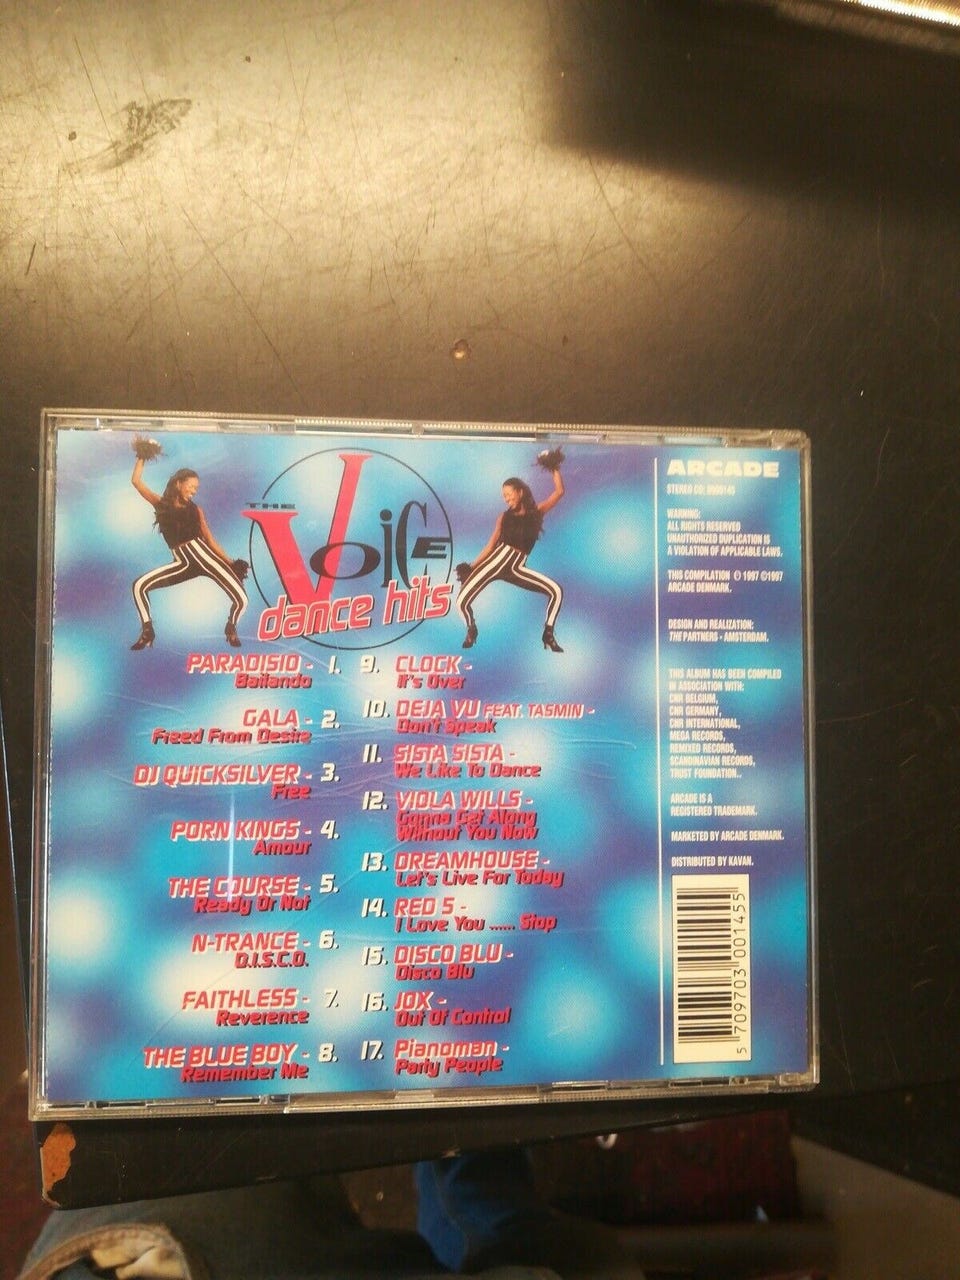 THE VOICE
dance hits
PARADISIO - 1.
Bailando
GALA - 2.
Freed From Desire
DJ QUICKSILVER - 3.
Free
PORN KINGS - 4.
Amour
THE COURSE - 5.
Ready Or Not
N-TRANCE - 6.
D.I.S.C.O.
FAITHLESS - 7.
Reverence
THE BLUE BOY - 8.
Remember Me
9. CLOCK -
It's Over
10. DEJA VU FEAT. TASMIN -
Don't Speak
11. SISTA SISTA -
We Like To Dance
12. VIOLA WILLS -
Gonna Get Along
Without You Now
13. DREAMHOUSE -
Let's Live For Today
14. RED 5 -
I Love You ...... Stop
15. DISCO BLU -
Disco Blu
16. JOX -
Out Of Control
17. Pianoman -
Party People
ARCADE
STEREO CD:
WARNING:
ALL RIGHTS RESERVED
UNAUTHORIZED DUPLICATION IS
A VIOLATION OF APPLICABLE LAWS.
THIS COMPILATION ℗ 1997 ©1997
ARCADE DENMARK.
DESIGN AND REALIZATION:
THE PARTNERS - AMSTERDAM.
THIS ALBUM HAS BEEN COMPILED
IN ASSOCIATION WITH:
CNR BELGIUM,
CNR GERMANY,
CNR INTERNATIONAL,
MEGA RECORDS,
REMIXED RECORDS,
SCANDINAVIAN RECORDS,
TRUST FOUNDATION..
ARCADE IS A
REGISTERED TRADEMARK.
MARKETED BY ARCADE DENMARK.
DISTRIBUTED BY KAVAN.
5 709703 001455